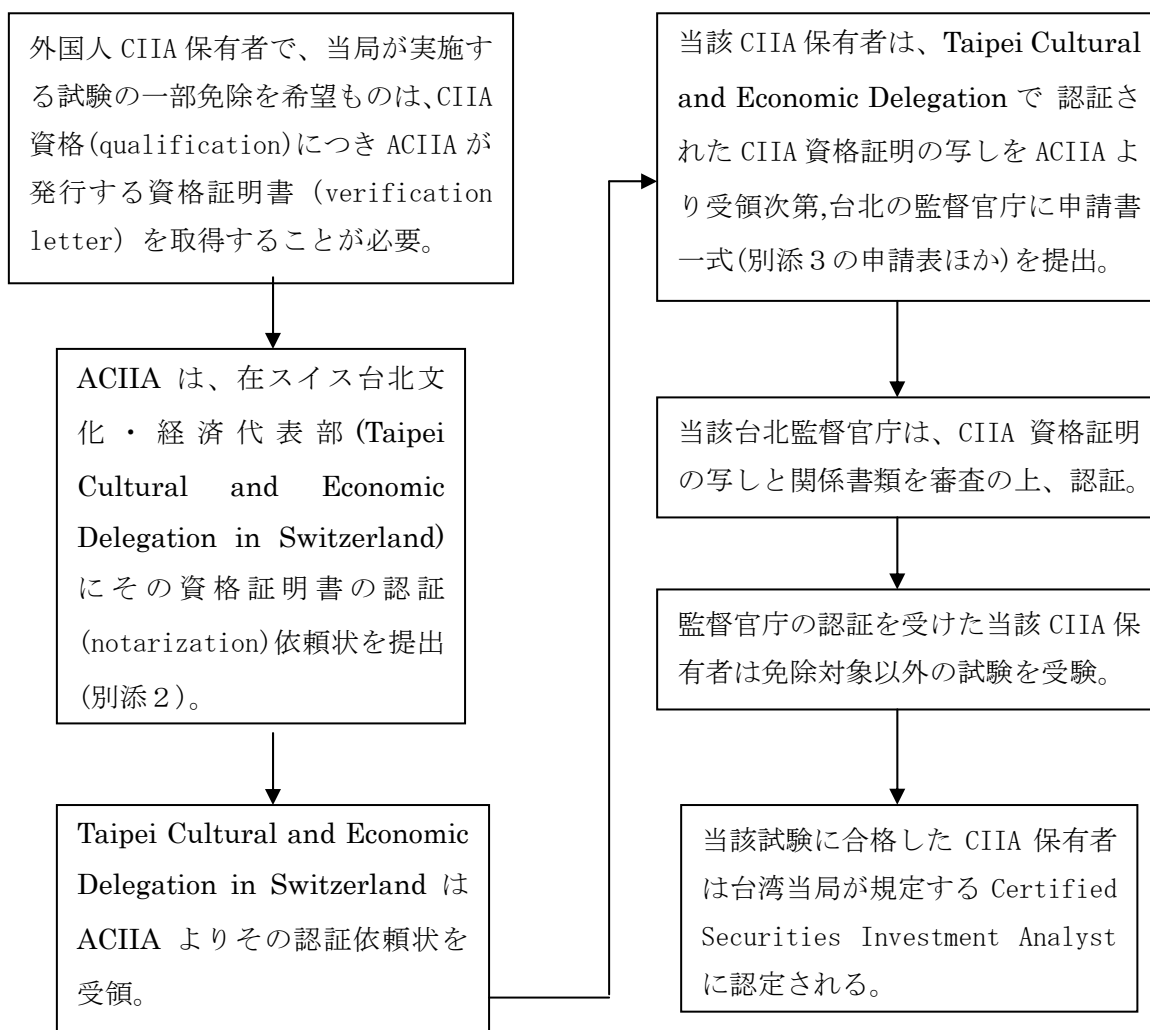 外国人 CIIA 保有者で、当局が実施す
る試験の一部免除を希望ものは、CIIA
資格(qualification)につき ACIIA が
発行する資格証明書 (verification
letter) を取得することが必要。
ACIIA は、在スイス台北文
化・経済代表部(Taipei
Cultural and Economic
Delegation in Switzerland)
にその資格証明書の認証
(notarization)依頼状を提出
(別添２)。
Taipei Cultural and Economic
Delegation in Switzerland は
ACIIA よりその認証依頼状を
受領。
当該 CIIA 保有者は、Taipei Cultural
and Economic Delegation で 認証さ
れた CIIA 資格証明の写しを ACIIA よ
り受領次第,台北の監督官庁に申請書
一式(別添３の申請表ほか)を提出。
当該台北監督官庁は、CIIA 資格証明
の写しと関係書類を審査の上、認証。
監督官庁の認証を受けた当該 CIIA 保
有者は免除対象以外の試験を受験。
当該試験に合格した CIIA 保有者
は台湾当局が規定する Certified
Securities Investment Analyst
に認定される。